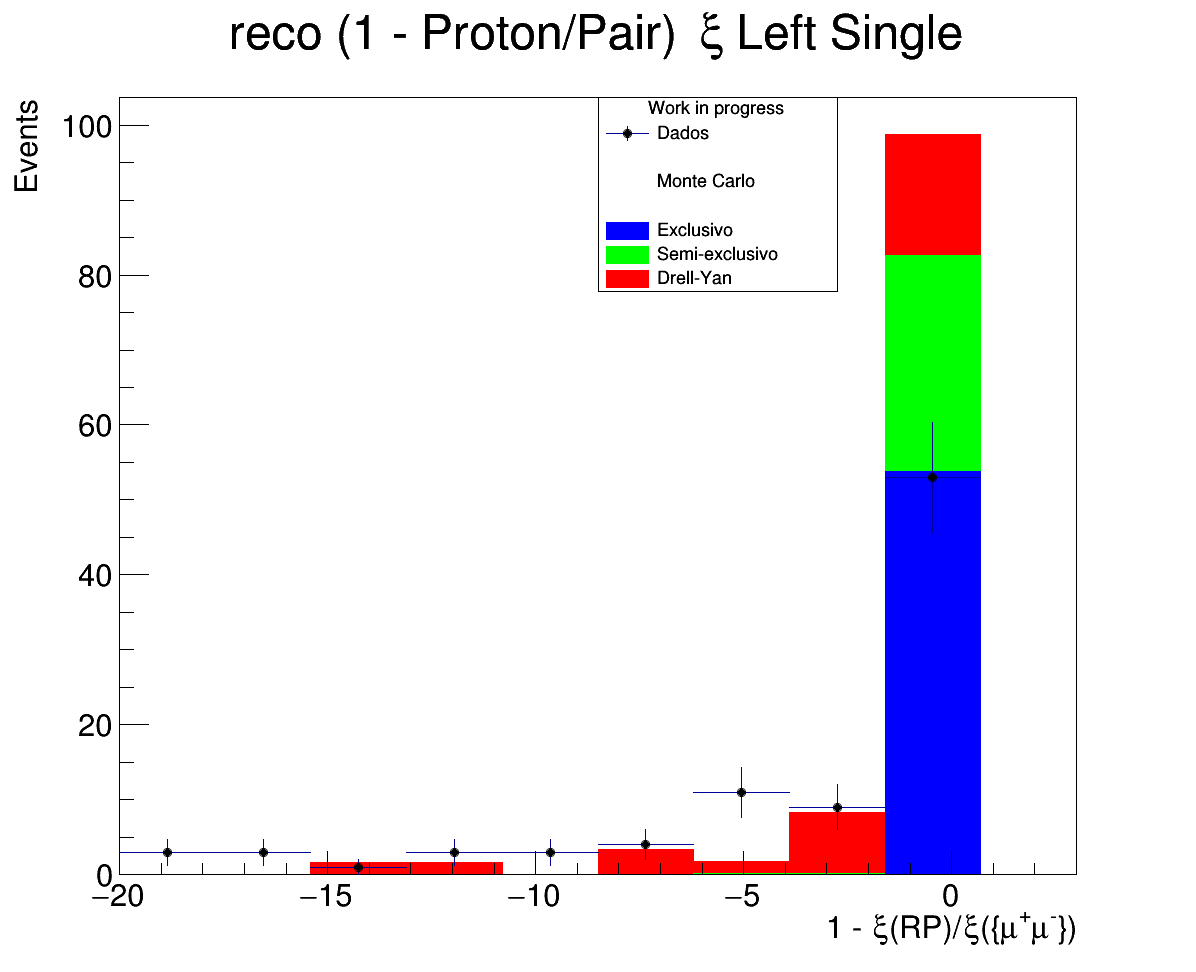 reco (1 - Proton/Pair) ξ Left Single
Events
Work in progress
Dados
Monte Carlo
Exclusivo
Semi-exclusivo
Drell-Yan
100
80
60
40
20
0
−20 −15 −10 −5 0
1 - ξ(RP)/ξ({μ⁺μ⁻})